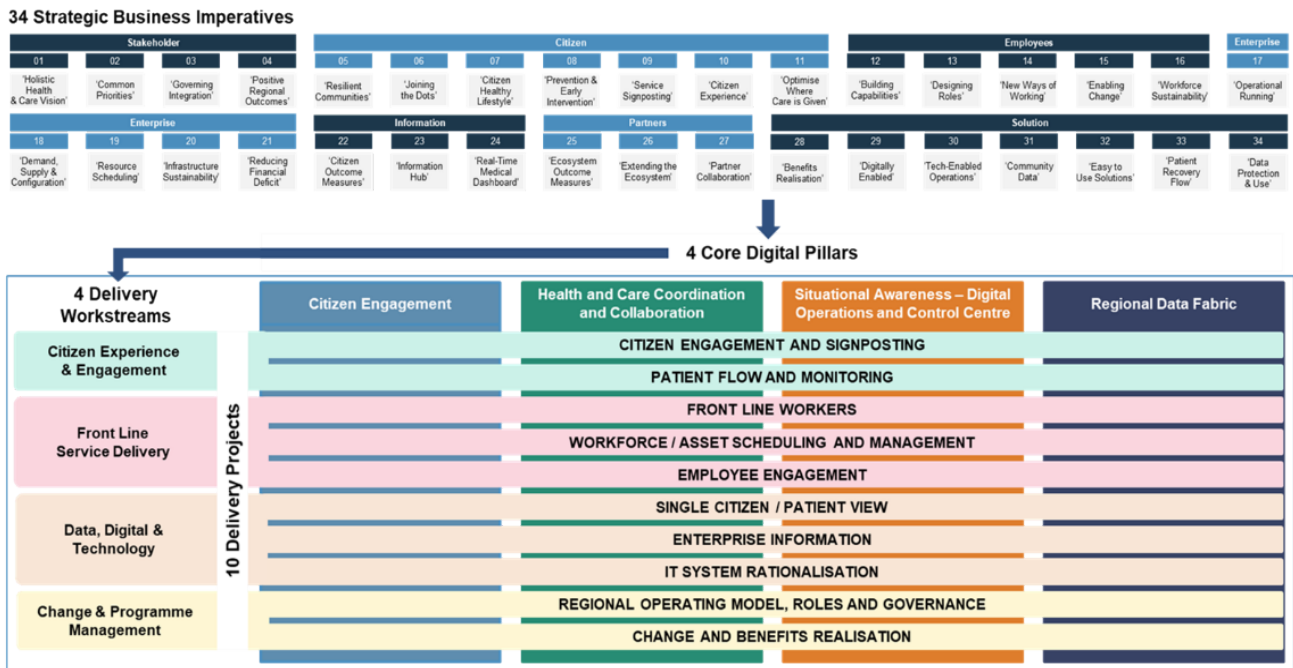 34 Strategic Business Imperatives
Stakeholder
Citizen
Employees
Enterprise
01
02
03
04
05
06
07
08
09
10
11
12
13
14
15
16
17
'Holistic
Health
& Care Vision'
'Common
Priorities'
'Governing
Integration'
'Positive
Regional
Outcomes'
'Resilient
Communities'
'Joining
the Dots'
'Citizen
Healthy
Lifestyle'
'Prevention &
Early
Intervention'
'Service
Signposting'
'Citizen
Experience'
'Optimise
Where
Care is Given'
'Building
Capabilities'
'Designing
Roles'
'New Ways of
Working'
'Enabling
Change'
'Workforce
Sustainability'
'Operational
Running'
Enterprise
Information
Partners
Solution
18
19
20
21
22
23
24
25
26
27
28
29
30
31
32
33
34
'Demand,
Supply &
Configuration'
'Resource
Scheduling'
'Infrastructure
Sustainability'
'Reducing
Financial
Deficit'
'Citizen
Outcome
Measures'
'Information
Hub'
'Real-Time
Medical
Dashboard'
'Ecosystem
Outcome
Measures'
'Extending the
Ecosystem'
'Partner
Collaboration'
'Benefits
Realisation'
'Digitally
Enabled'
'Tech-Enabled
Operations'
'Community
Data'
'Easy to
Use Solutions'
'Patient
Recovery
Flow'
'Data
Protection
& Use'
4 Core Digital Pillars
4 Delivery
Workstreams
Citizen Engagement
Health and Care Coordination
and Collaboration
Situational Awareness – Digital
Operations and Control Centre
Regional Data Fabric
Citizen Experience
& Engagement
Front Line
Service Delivery
Data, Digital &
Technology
Change & Programme
Management
10 Delivery Projects
CITIZEN ENGAGEMENT AND SIGNPOSTING
PATIENT FLOW AND MONITORING
FRONT LINE WORKERS
WORKFORCE / ASSET SCHEDULING AND MANAGEMENT
EMPLOYEE ENGAGEMENT
SINGLE CITIZEN / PATIENT VIEW
ENTERPRISE INFORMATION
IT SYSTEM RATIONALISATION
REGIONAL OPERATING MODEL, ROLES AND GOVERNANCE
CHANGE AND BENEFITS REALISATION